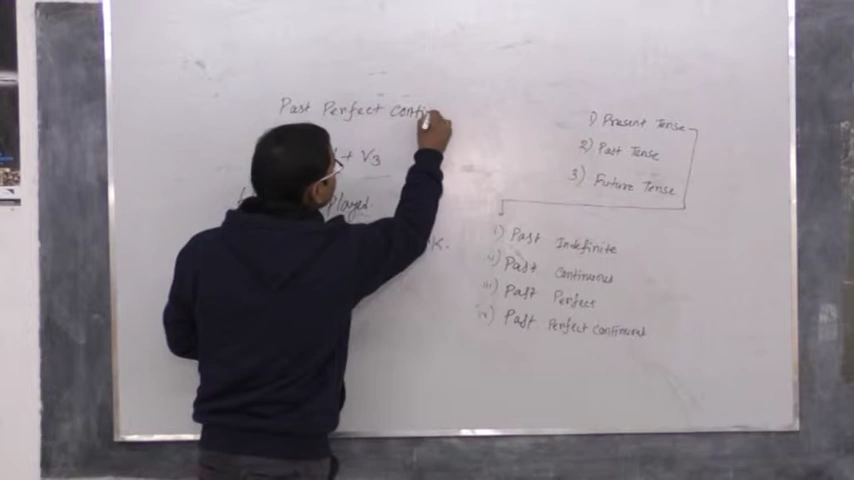 Past Perfect Conti
+ V3
Played.
K.
1) Present Tense
2) Past Tense
3) Future Tense
i) Past Indefinite
ii) Past Continuous
iii) Past Perfect
iv) Past Perfect Continuous